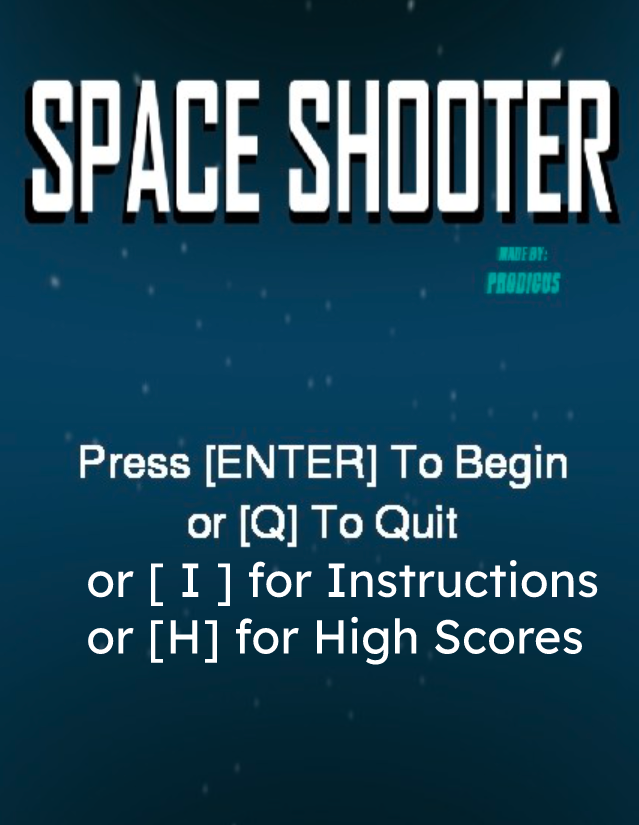 SPACE SHOOTER
MADE BY:
PRODIGUS
Press [ENTER] To Begin
or [Q] To Quit
or [ I ] for Instructions
or [H] for High Scores